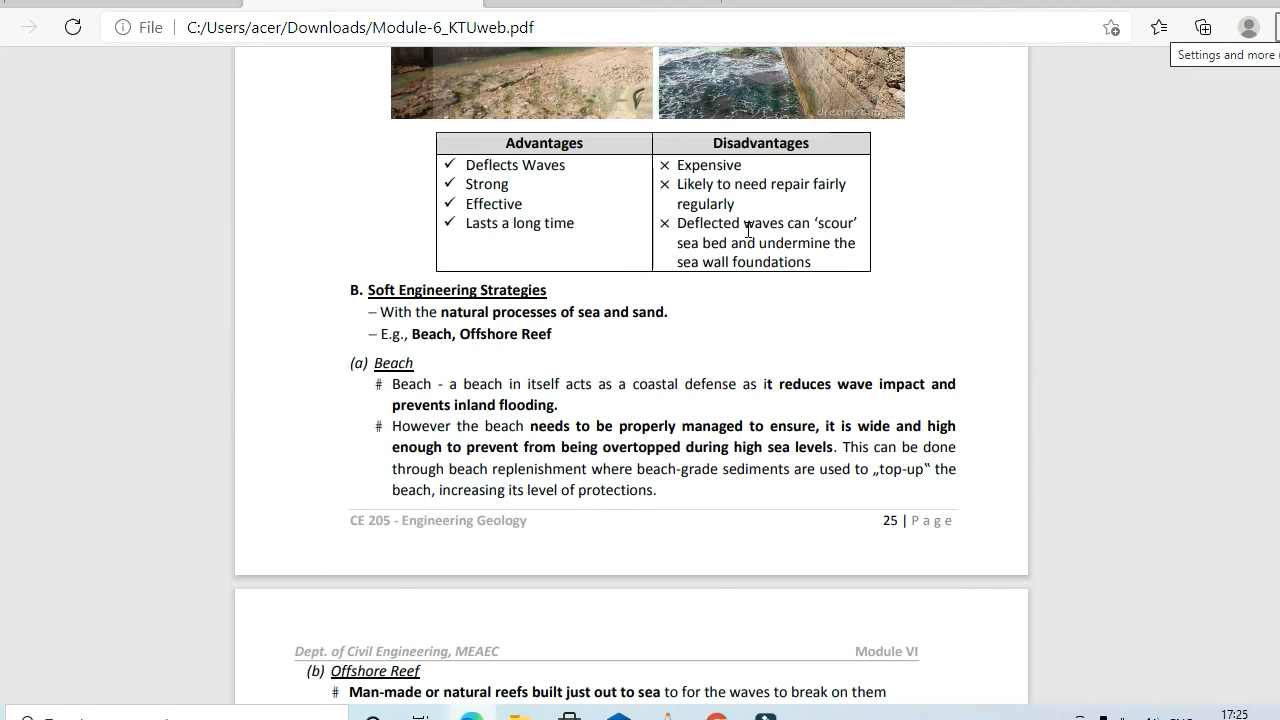 File
C:/Users/acer/Downloads/Module-6_KTUweb.pdf
Settings and more (
dreamstime
Advantages
Disadvantages
✓ Deflects Waves
✓ Strong
✓ Effective
✓ Lasts a long time
× Expensive
× Likely to need repair fairly
regularly
× Deflected waves can ‘scour’
sea bed and undermine the
sea wall foundations
B. Soft Engineering Strategies
– With the natural processes of sea and sand.
– E.g., Beach, Offshore Reef
(a) Beach
# Beach - a beach in itself acts as a coastal defense as it reduces wave impact and
prevents inland flooding.
# However the beach needs to be properly managed to ensure, it is wide and high
enough to prevent from being overtopped during high sea levels. This can be done
through beach replenishment where beach-grade sediments are used to „top-up‟ the
beach, increasing its level of protections.
CE 205 - Engineering Geology
25 | Page
Dept. of Civil Engineering, MEAEC
Module VI
(b) Offshore Reef
# Man-made or natural reefs built just out to sea to for the waves to break on them
17:25